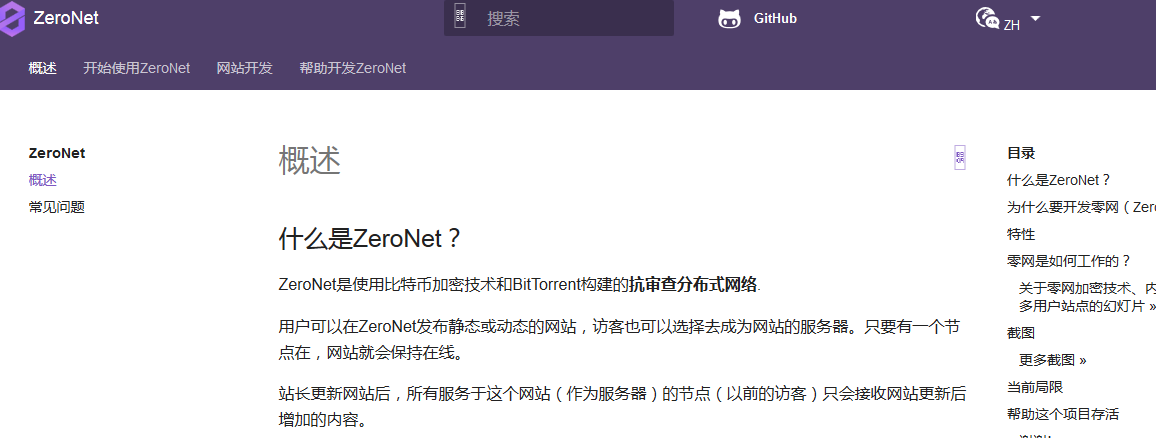 ZeroNet
搜索
GitHub
ZH
概述 开始使用ZeroNet 网站开发 帮助开发ZeroNet
ZeroNet
概述
常见问题
概述
什么是ZeroNet？
ZeroNet是使用比特币加密技术和BitTorrent构建的抗审查分布式网络.
用户可以在ZeroNet发布静态或动态的网站，访客也可以选择去成为网站的服务器。只要有一个节
点在，网站就会保持在线。
站长更新网站后，所有服务于这个网站（作为服务器）的节点（以前的访客）只会接收网站更新后
增加的内容。
目录
什么是ZeroNet？
为什么要开发零网（Zero
特性
零网是如何工作的？
关于零网加密技术、内
多用户站点的幻灯片 »
截图
更多截图 »
当前局限
帮助这个项目存活